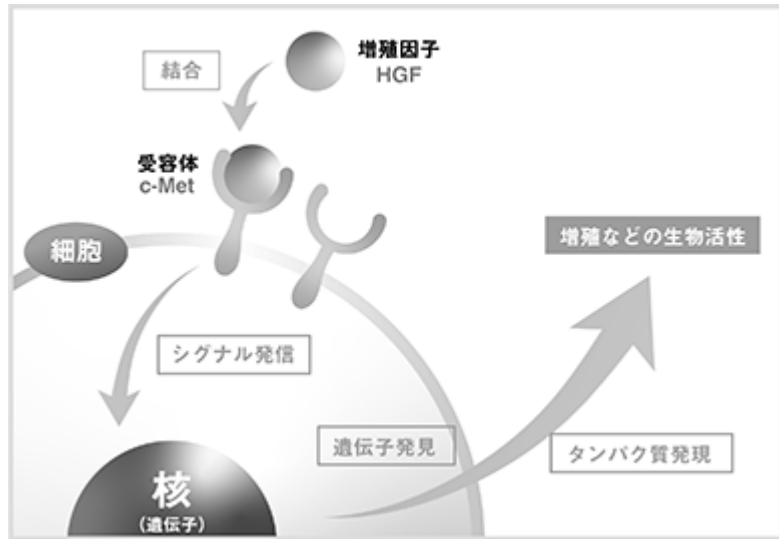 増殖因子
HGF
結合
受容体
c-Met
細胞
増殖などの生物活性
シグナル発信
遺伝子発見
タンパク質発現
核
(遺伝子)